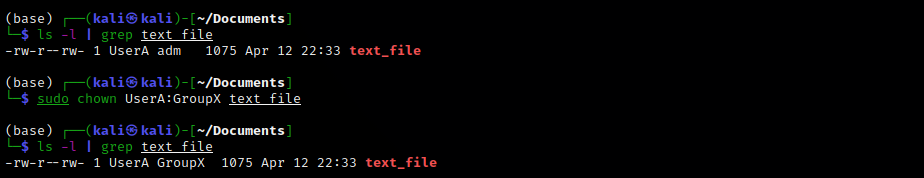 (base) ┌──(kali㉿kali)-[~/Documents]
└─$ ls -l | grep text_file
-rw-r--rw- 1 UserA adm   1075 Apr 12 22:33 text_file
(base) ┌──(kali㉿kali)-[~/Documents]
└─$ sudo chown UserA:GroupX text_file
(base) ┌──(kali㉿kali)-[~/Documents]
└─$ ls -l | grep text_file
-rw-r--rw- 1 UserA GroupX  1075 Apr 12 22:33 text_file